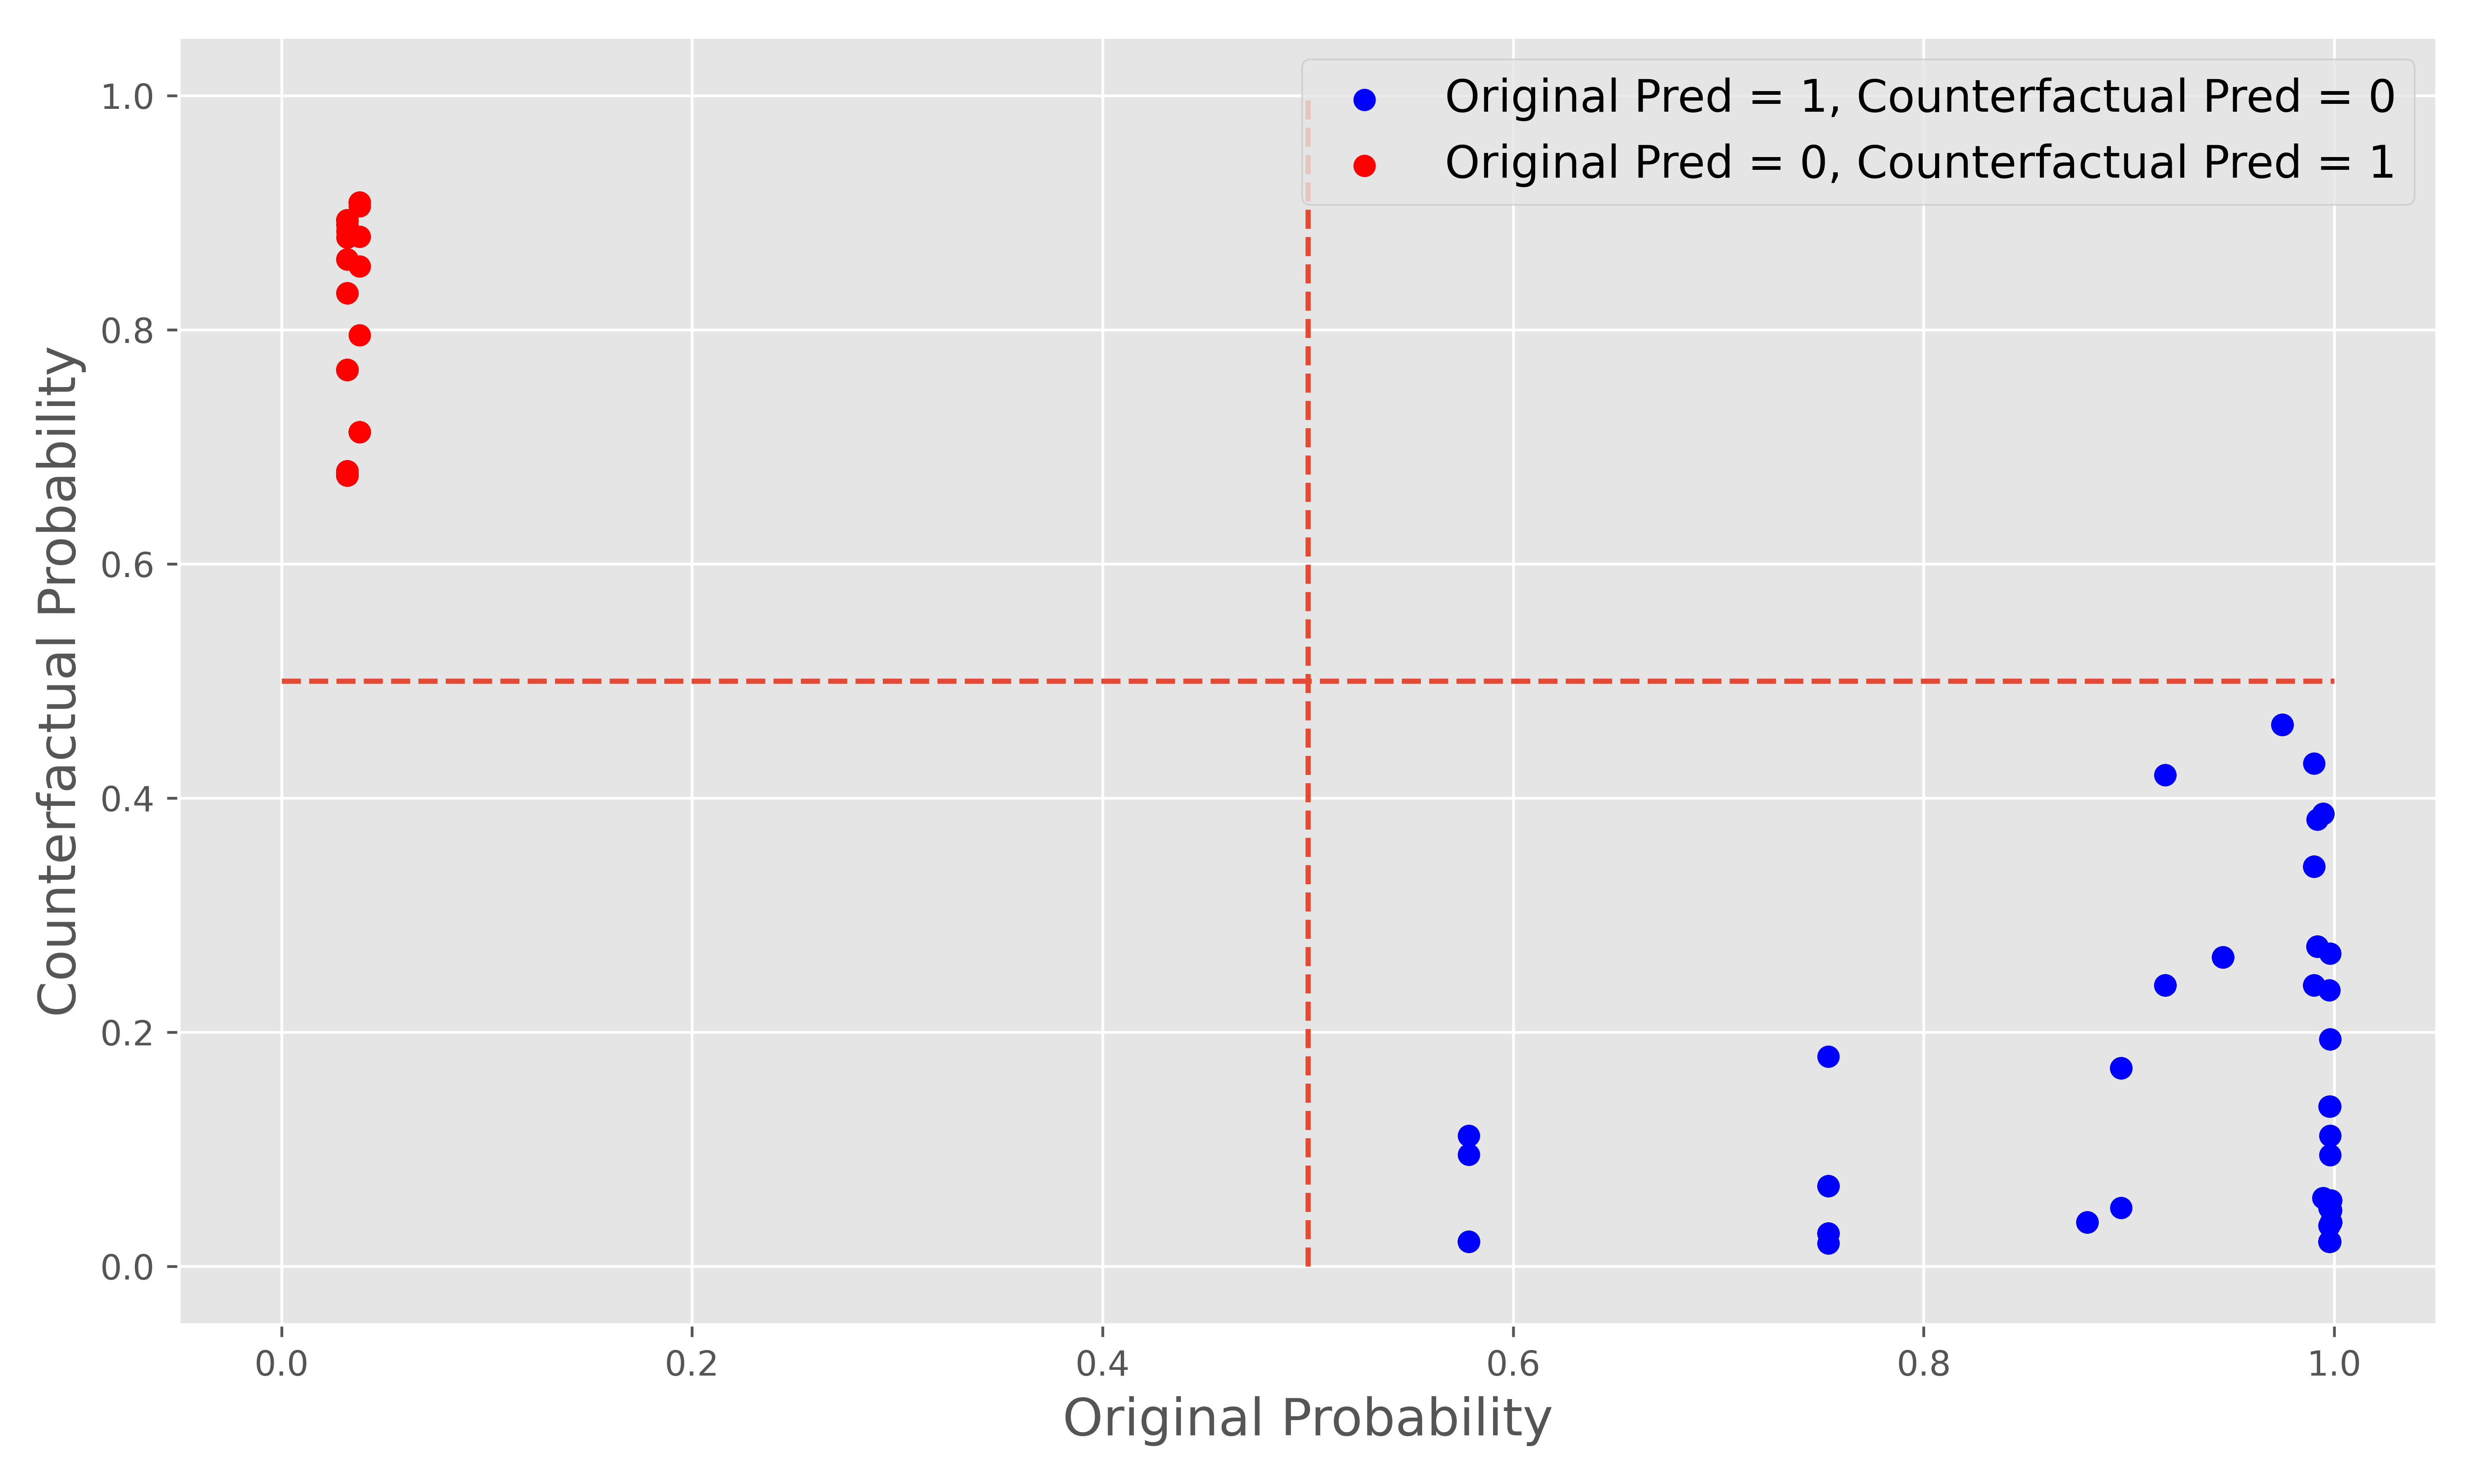 Original Pred = 1, Counterfactual Pred = 0
Original Pred = 0, Counterfactual Pred = 1
1.0
0.8
0.6
0.4
0.2
0.0
Counterfactual Probability
0.0 0.2 0.4 0.6 0.8 1.0
Original Probability